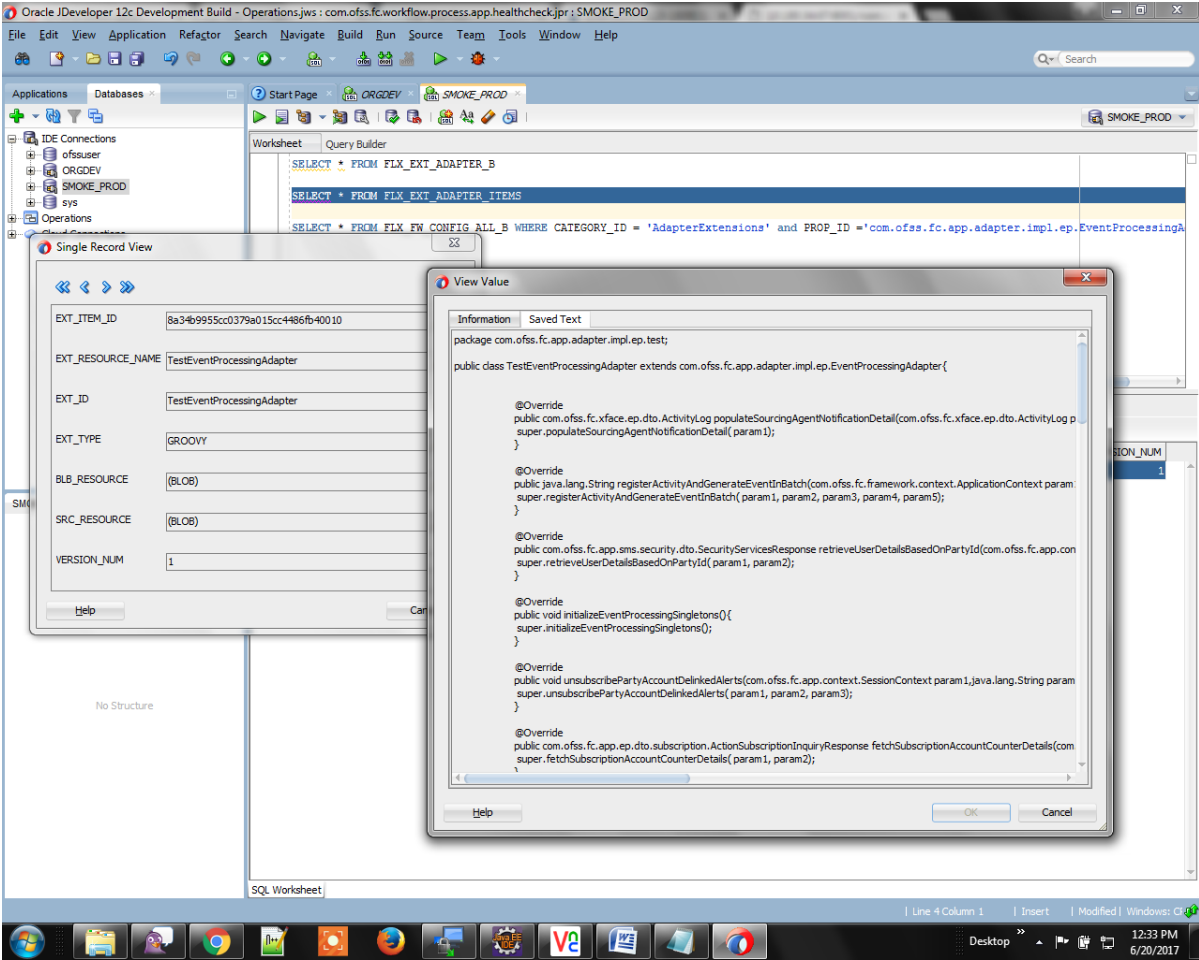 Oracle JDeveloper 12c Development Build - Operations.jws : com.ofss.fc.workflow.process.app.healthcheck.jpr : SMOKE_PROD
File Edit View Application Refactor Search Navigate Build Run Source Team Tools Window Help
Search
Applications Databases
Start Page ORGDEV SMOKE_PROD
SMOKE_PROD
IDE Connections
ofssuser
ORGDEV
SMOKE_PROD
sys
Operations
Cloud Connections
Worksheet Query Builder
SELECT * FROM FLX_EXT_ADAPTER_B
SELECT * FROM FLX_EXT_ADAPTER_ITEMS
SELECT * FROM FLX_FW_CONFIG_ALL_B WHERE CATEGORY_ID = 'AdapterExtensions' and PROP_ID ='com.ofss.fc.app.adapter.impl.ep.EventProcessingA
Single Record View
EXT_ITEM_ID 8a34b9955cc0379a015cc4486fb40010
EXT_RESOURCE_NAME TestEventProcessingAdapter
EXT_ID TestEventProcessingAdapter
EXT_TYPE GROOVY
BLB_RESOURCE (BLOB)
SRC_RESOURCE (BLOB)
VERSION_NUM 1
Help Can
SMO
No Structure
View Value
Information Saved Text
package com.ofss.fc.app.adapter.impl.ep.test;
public class TestEventProcessingAdapter extends com.ofss.fc.app.adapter.impl.ep.EventProcessingAdapter{
@Override
public com.ofss.fc.xface.ep.dto.ActivityLog populateSourcingAgentNotificationDetail(com.ofss.fc.xface.ep.dto.ActivityLog p
super.populateSourcingAgentNotificationDetail( param1);
}
@Override
public java.lang.String registerActivityAndGenerateEventInBatch(com.ofss.fc.framework.context.ApplicationContext param
super.registerActivityAndGenerateEventInBatch( param1, param2, param3, param4, param5);
}
@Override
public com.ofss.fc.app.sms.security.dto.SecurityServicesResponse retrieveUserDetailsBasedOnPartyId(com.ofss.fc.app.con
super.retrieveUserDetailsBasedOnPartyId( param1, param2);
}
@Override
public void initializeEventProcessingSingletons(){
super.initializeEventProcessingSingletons();
}
@Override
public void unsubscribePartyAccountDelinkedAlerts(com.ofss.fc.app.context.SessionContext param1,java.lang.String param
super.unsubscribePartyAccountDelinkedAlerts( param1, param2, param3);
}
@Override
public com.ofss.fc.app.ep.dto.subscription.ActionSubscriptionInquiryResponse fetchSubscriptionAccountCounterDetails(com
super.fetchSubscriptionAccountCounterDetails( param1, param2);
}
Help OK Cancel
SION_NUM
1
SQL Worksheet
Line 4 Column 1 Insert Modified Windows: C
Desktop
12:33 PM
6/20/2017